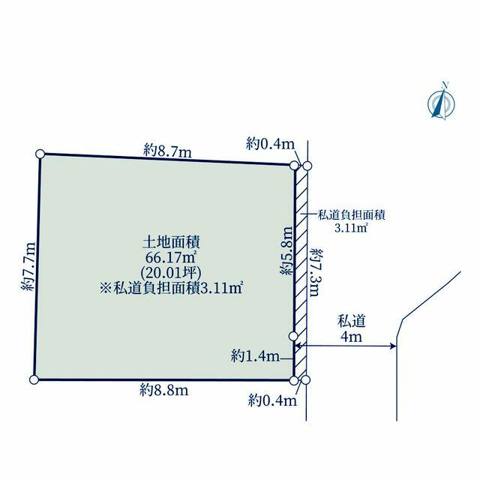 N
約0.4m
約8.7m
私道負担面積
3.11㎡
土地面積
66.17㎡
(20.01坪)
※私道負担面積3.11㎡
約7.7m
約5.8m
約7.3m
私道
4m
約1.4m
約8.8m
約0.4m